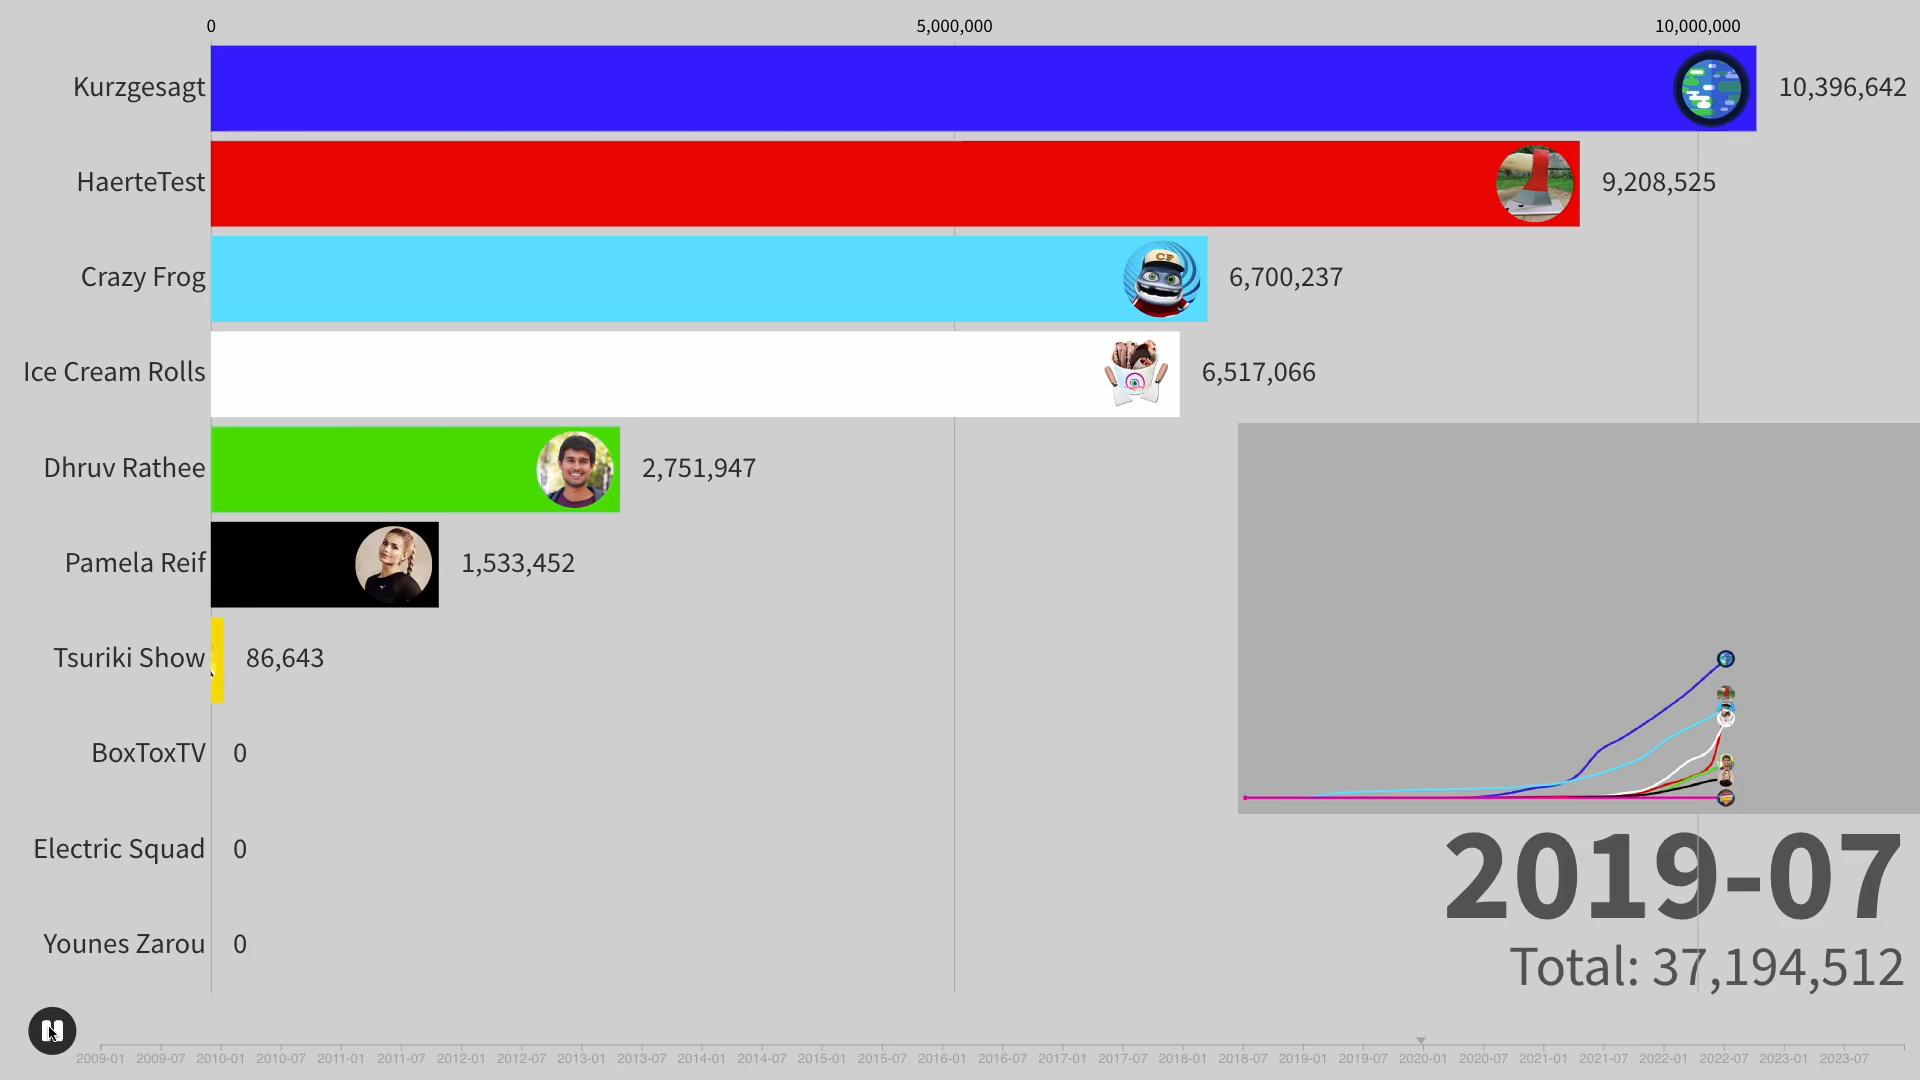 0 5,000,000 10,000,000
Kurzgesagt 10,396,642
HaerteTest 9,208,525
CF
Crazy Frog 6,700,237
Ice Cream Rolls 6,517,066
Dhruv Rathee 2,751,947
Pamela Reif 1,533,452
Tsuriki Show 86,643
BoxToxTV 0
Electric Squad 0
Younes Zarou 0
2019-07
Total: 37,194,512
2009-01 2009-07 2010-01 2010-07 2011-01 2011-07 2012-01 2012-07 2013-01 2013-07 2014-01 2014-07 2015-01 2015-07 2016-01 2016-07 2017-01 2017-07 2018-01 2018-07 2019-01 2019-07 2020-01 2020-07 2021-01 2021-07 2022-01 2022-07 2023-01 2023-07